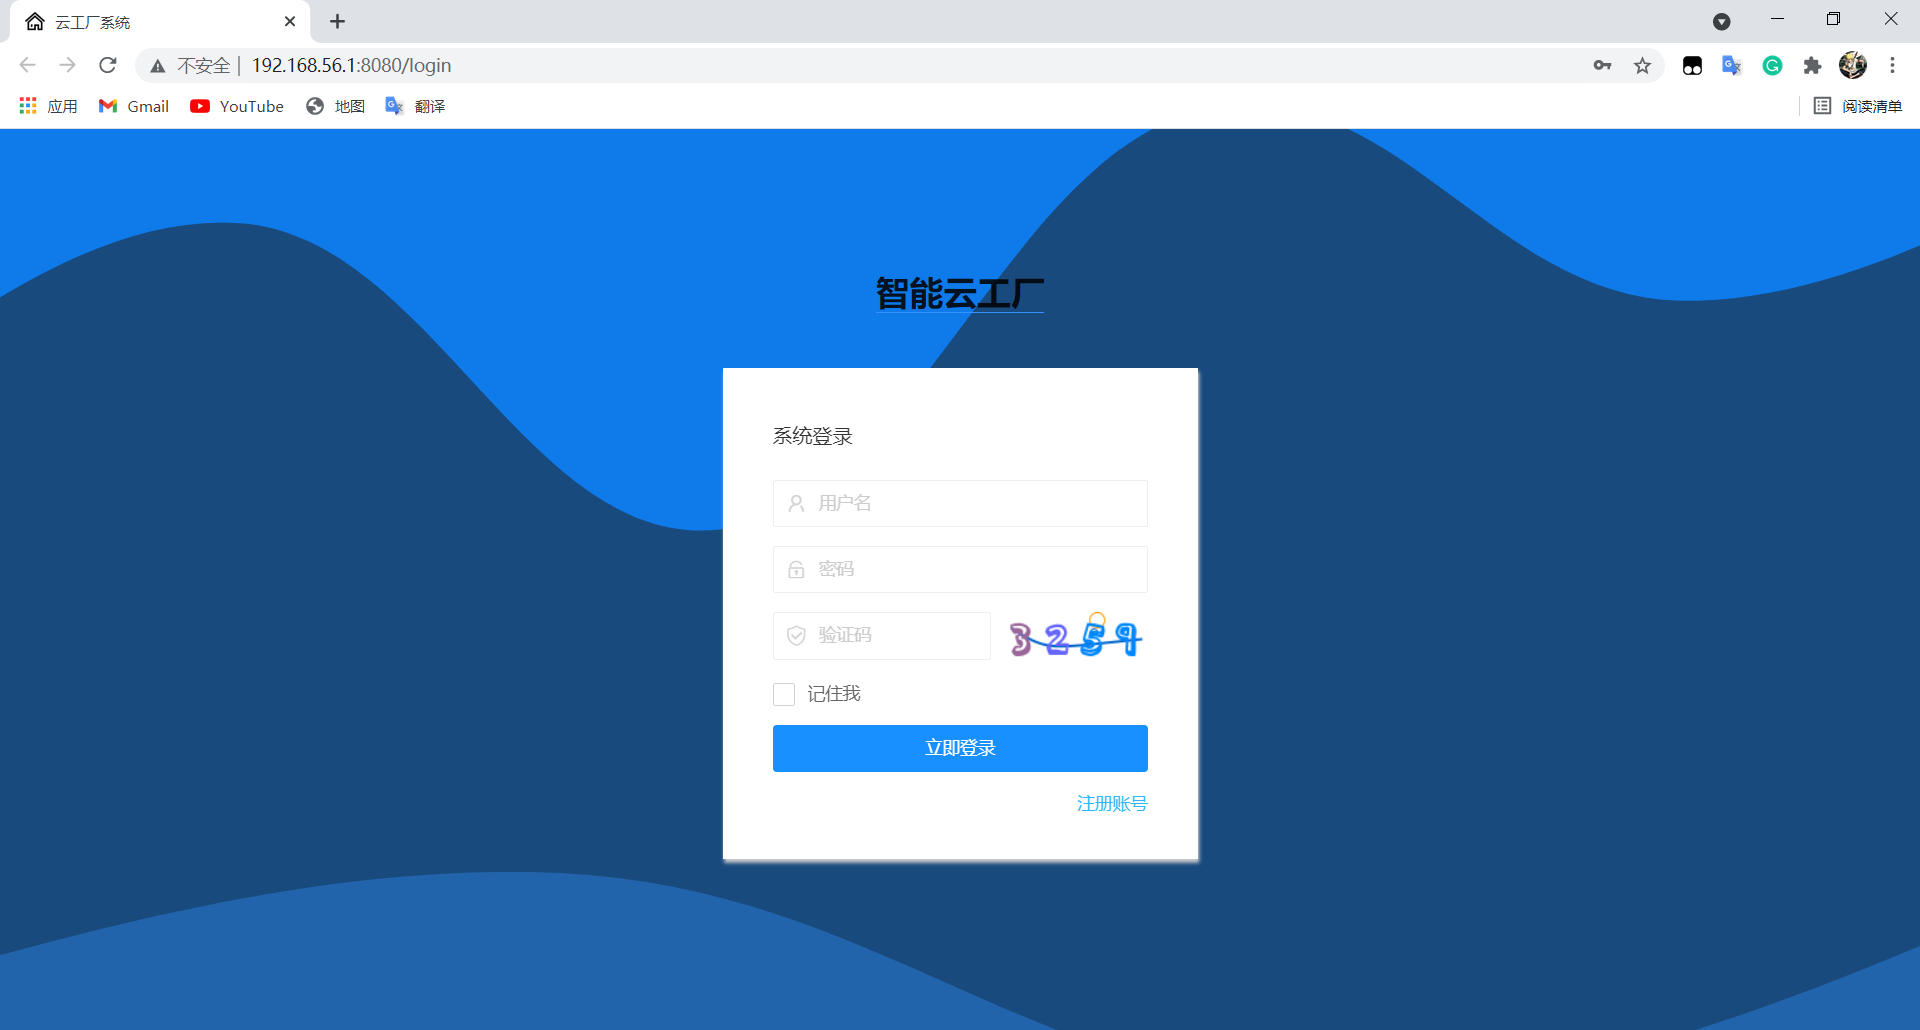 云工厂系统
不安全 | 192.168.56.1:8080/login
应用 Gmail YouTube 地图 翻译 阅读清单
智能云工厂
系统登录
用户名
密码
验证码 3259
记住我
立即登录
注册账号